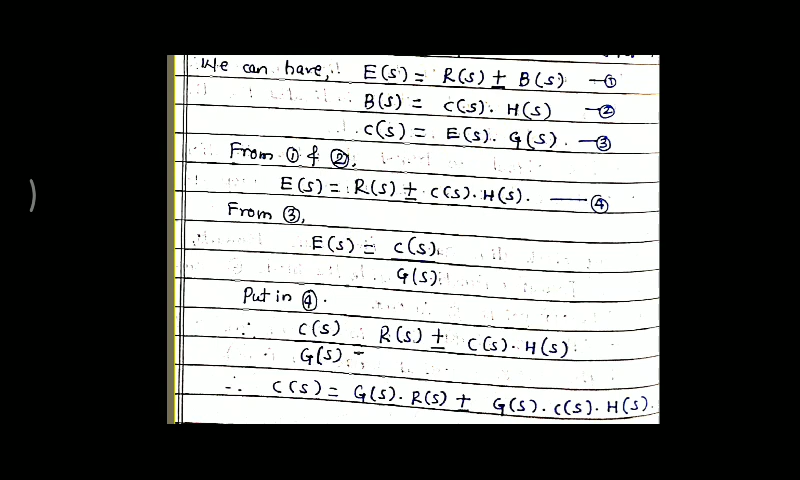 We can have, E(s) = R(s) ± B(s) —①
B(s) = C(s). H(s) —②
C(s) = E(s). G(s). —③
From ① & ②,
E(s) = R(s) ± C(s). H(s). —④
From ③,
E(s) = C(s)
G(s)
Put in ④.
∴ C(s) = R(s) ± C(s). H(s)
G(s)
∴ C(s) = G(s). R(s) ± G(s). C(s). H(s).